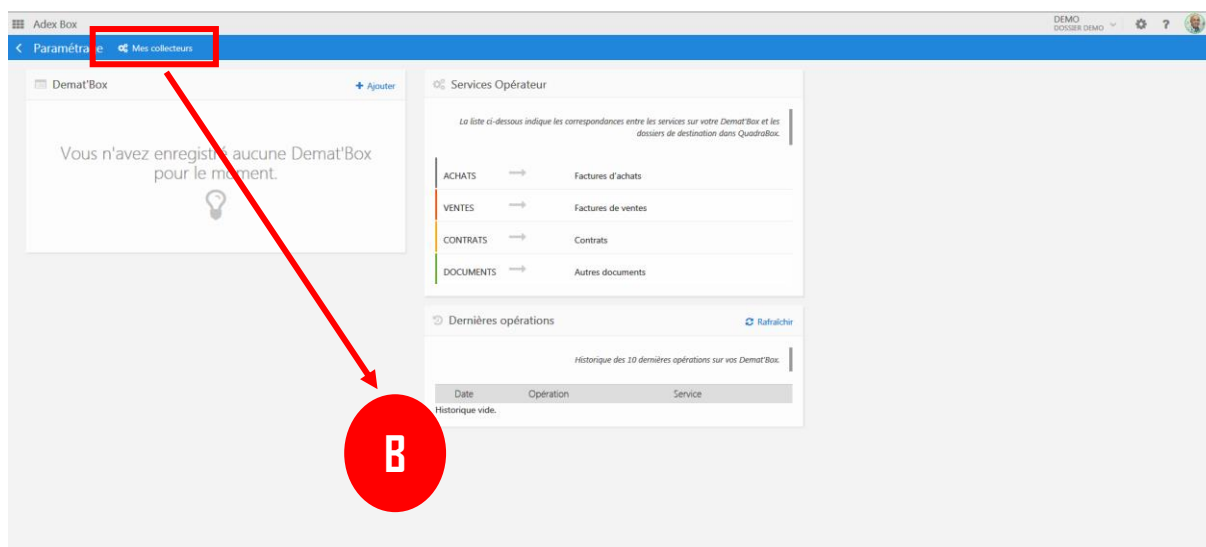 Adex Box
DEMO
DOSSIER DEMO
?
Paramétrage
Mes collecteurs
Demat'Box
+ Ajouter
Vous n'avez enregistré aucune Demat'Box
pour le moment.
Services Opérateur
La liste ci-dessous indique les correspondances entre les services sur votre Demat'Box et les
dossiers de destination dans QuadraBox.
ACHATS Factures d'achats
VENTES Factures de ventes
CONTRATS Contrats
DOCUMENTS Autres documents
Dernières opérations
Rafraîchir
Historique des 10 dernières opérations sur vos Demat'Box.
Date Opération Service
Historique vide.
B